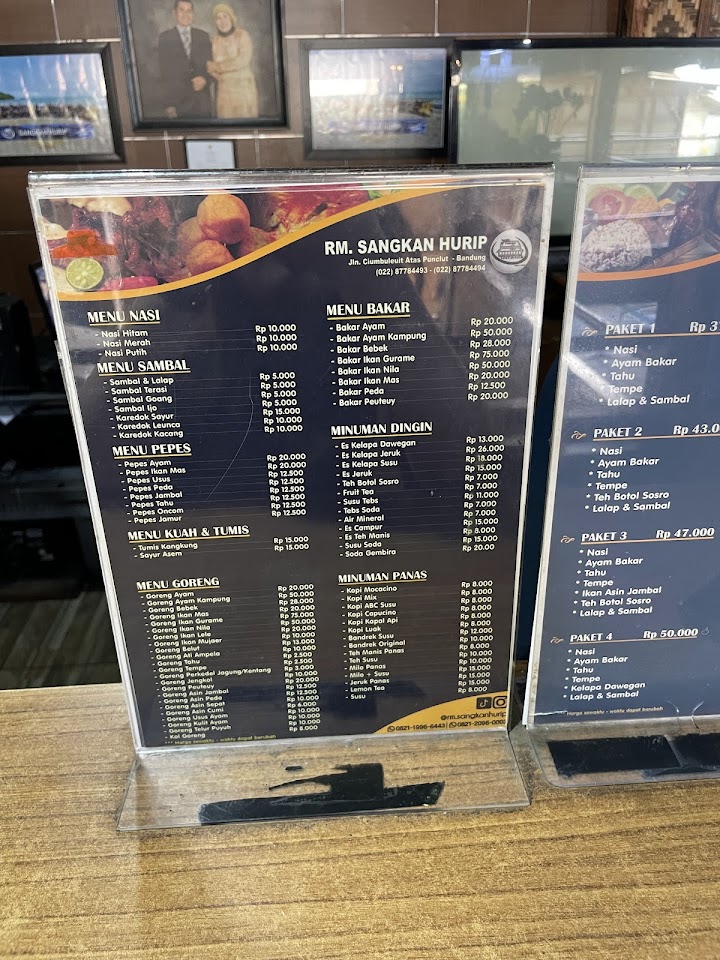 SANGKAN HURIP
RM. SANGKAN HURIP
Jln. Ciumbuleuit Atas Punclut - Bandung
(022) 87784493 - (022) 87784494
MENU NASI
- Nasi Hitam Rp 10.000
- Nasi Merah Rp 10.000
- Nasi Putih Rp 10.000
MENU SAMBAL
- Sambal & Lalap Rp 5.000
- Sambal Terasi Rp 5.000
- Sambal Goang Rp 5.000
- Sambal Ijo Rp 5.000
- Karedok Sayur Rp 15.000
- Karedok Leunca Rp 10.000
- Karedok Kacang Rp 10.000
MENU PEPES
- Pepes Ayam Rp 20.000
- Pepes Ikan Mas Rp 20.000
- Pepes Usus Rp 12.500
- Pepes Peda Rp 12.500
- Pepes Jambal Rp 12.500
- Pepes Tahu Rp 12.500
- Pepes Oncom Rp 12.500
- Pepes Jamur
MENU KUAH & TUMIS
- Tumis Kangkung Rp 15.000
- Sayur Asem Rp 15.000
MENU GORENG
- Goreng Ayam Rp 20.000
- Goreng Ayam Kampung Rp 50.000
- Goreng Bebek Rp 28.000
- Goreng Ikan Mas Rp 20.000
- Goreng Ikan Gurame Rp 75.000
- Goreng Ikan Nila Rp 50.000
- Goreng Ikan Lele Rp 20.000
- Goreng Ikan Mujaer Rp 10.000
- Goreng Belut Rp 13.000
- Goreng Ati Ampela Rp 10.000
- Goreng Tahu Rp 2.500
- Goreng Tempe Rp 2.500
- Goreng Perkedel Jagung/Kentang Rp 3.000
- Goreng Jengkol Rp 10.000
- Goreng Peuteuy Rp 20.000
- Goreng Asin Jambal Rp 12.500
- Goreng Asin Peda Rp 12.500
- Goreng Asin Sepat Rp 10.000
- Goreng Asin Cumi Rp 6.000
- Goreng Usus Ayam Rp 10.000
- Goreng Kulit Ayam Rp 10.000
- Goreng Telur Puyuh Rp 10.000
- Kol Goreng Rp 8.000
*** Harga sewaktu - waktu dapat berubah
MENU BAKAR
- Bakar Ayam Rp 20.000
- Bakar Ayam Kampung Rp 50.000
- Bakar Bebek Rp 28.000
- Bakar Ikan Gurame Rp 75.000
- Bakar Ikan Nila Rp 50.000
- Bakar Ikan Mas Rp 20.000
- Bakar Peda Rp 12.500
- Bakar Peuteuy Rp 20.000
MINUMAN DINGIN
- Es Kelapa Dawegan Rp 13.000
- Es Kelapa Jeruk Rp 26.000
- Es Kelapa Susu Rp 18.000
- Es Jeruk Rp 15.000
- Teh Botol Sosro Rp 7.000
- Fruit Tea Rp 7.000
- Susu Tebs Rp 11.000
- Tebs Soda Rp 7.000
- Air Mineral Rp 7.000
- Es Campur Rp 15.000
- Es Teh Manis Rp 8.000
- Susu Soda Rp 15.000
- Soda Gembira Rp 20.00
MINUMAN PANAS
- Kopi Mocacino Rp 8.000
- Kopi Mix Rp 8.000
- Kopi ABC Susu Rp 8.000
- Kopi Capucino Rp 8.000
- Kopi Kapal Api Rp 8.000
- Kopi Luak Rp 12.000
- Bandrek Susu Rp 10.000
- Bandrek Original Rp 8.000
- Teh Manis Panas Rp 10.000
- Teh Susu Rp 10.000
- Milo Panas Rp 15.000
- Milo + Susu Rp 15.000
- Jeruk Panas Rp 15.000
- Lemon Tea Rp 8.000
- Susu
@rm.sangkanhurip
0821-1996-6443 | 0821-2096-0002
PAKET 1
- Nasi
* Ayam Bakar
* Tahu
* Tempe
* Lalap & Sambal
PAKET 2 Rp 43.0
* Nasi
* Ayam Bakar
* Tahu
* Tempe
* Teh Botol Sosro
* Lalap & Sambal
PAKET 3 Rp 47.000
* Nasi
* Ayam Bakar
* Tahu
* Tempe
* Ikan Asin Jambal
* Teh Botol Sosro
* Lalap & Sambal
PAKET 4 Rp 50.000
* Nasi
* Ayam Bakar
* Tahu
* Tempe
* Kelapa Dawegan
* Lalap & Sambal
*** Harga sewaktu - waktu dapat berubah